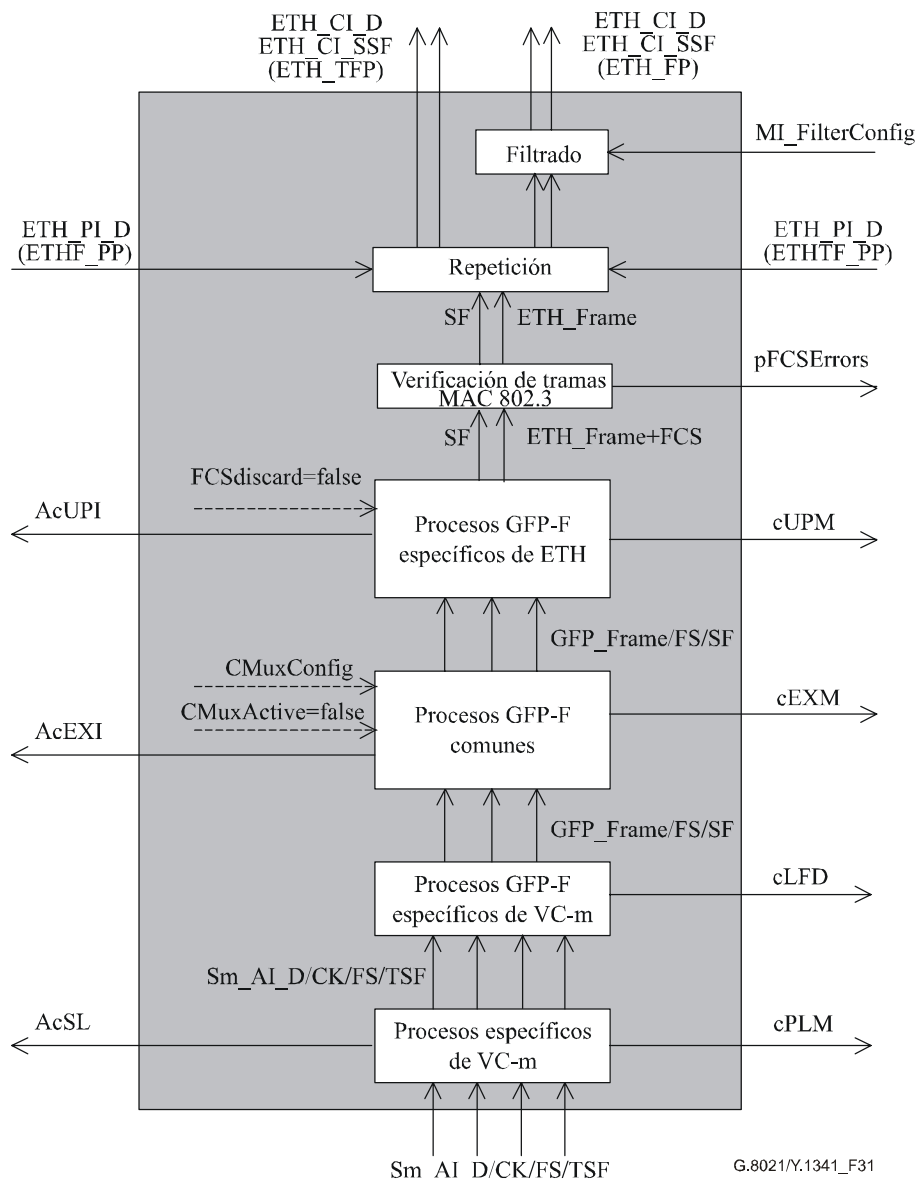 ETH_CI_D
ETH_CI_SSF
(ETH_TFP)
ETH_CI_D
ETH_CI_SSF
(ETH_FP)
Filtrado
MI_FilterConfig
ETH_PI_D
(ETHF_PP)
Repetición
ETH_PI_D
(ETHTF_PP)
SF
ETH_Frame
Verificación de tramas
MAC 802.3
pFCSErrors
SF
ETH_Frame+FCS
FCSdiscard=false
AcUPI
Procesos GFP-F
específicos de ETH
cUPM
GFP_Frame/FS/SF
CMuxConfig
CMuxActive=false
AcEXI
Procesos GFP-F
comunes
cEXM
GFP_Frame/FS/SF
Procesos GFP-F
específicos de VC-m
cLFD
Sm_AI_D/CK/FS/TSF
AcSL
Procesos específicos
de VC-m
cPLM
Sm_AI_D/CK/FS/TSF
G.8021/Y.1341_F31